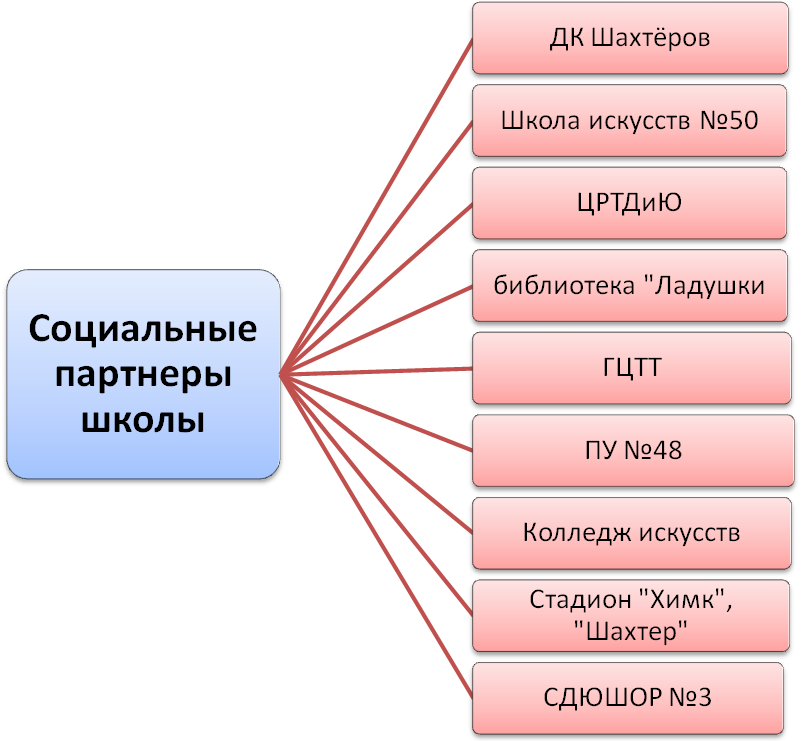 Социальные
партнеры
школы
ДК Шахтёров
Школа искусств №50
ЦРТДиЮ
библиотека "Ладушки
ГЦТТ
ПУ №48
Колледж искусств
Стадион "Химк",
"Шахтер"
СДЮШОР №3